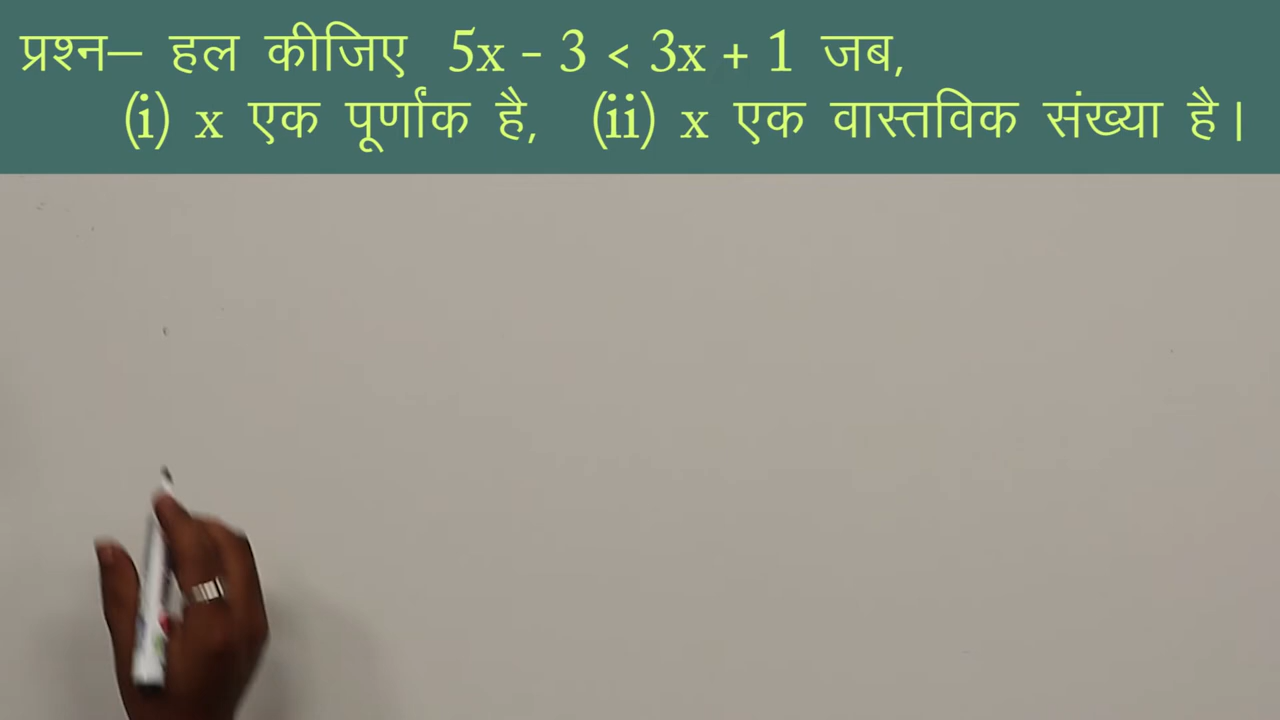 प्रश्न— हल कीजिए 5x - 3 < 3x + 1 जब,
(i) x एक पूर्णांक है, (ii) x एक वास्तविक संख्या है।